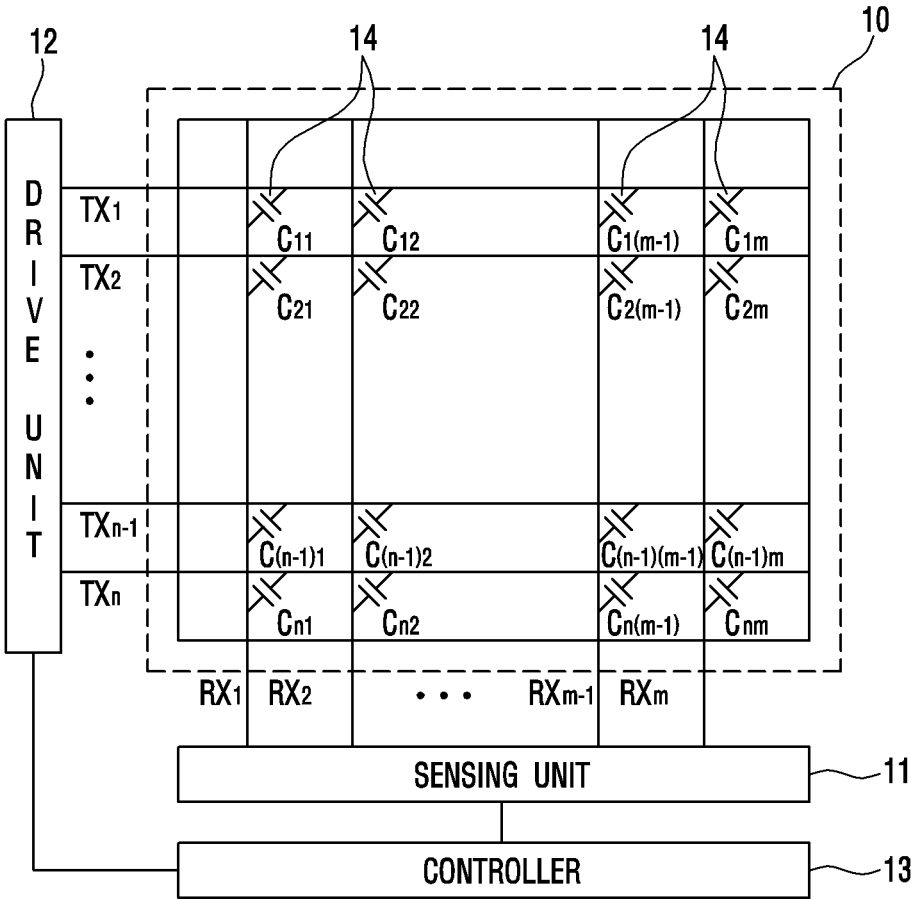 12
14
14
10
DRIVE UNIT
TX1
C11
C12
C1(m-1)
C1m
TX2
C21
C22
C2(m-1)
C2m
TXn-1
C(n-1)1
C(n-1)2
C(n-1)(m-1)
C(n-1)m
TXn
Cn1
Cn2
Cn(m-1)
Cnm
RX1
RX2
RXm-1
RXm
SENSING UNIT
11
CONTROLLER
13